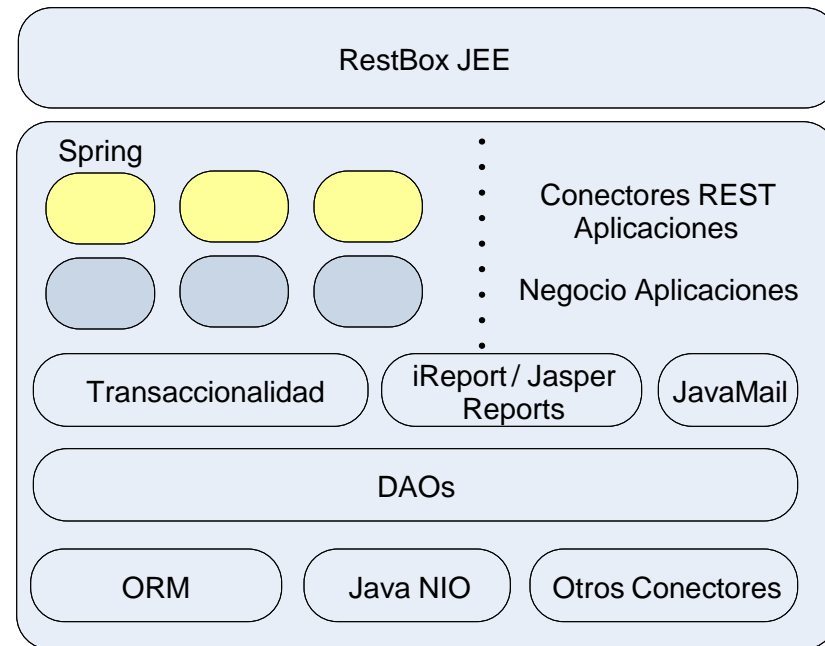 RestBox JEE
Spring
Conectores REST
Aplicaciones
Negocio Aplicaciones
Transaccionalidad
iReport / Jasper
Reports
JavaMail
DAOs
ORM
Java NIO
Otros Conectores